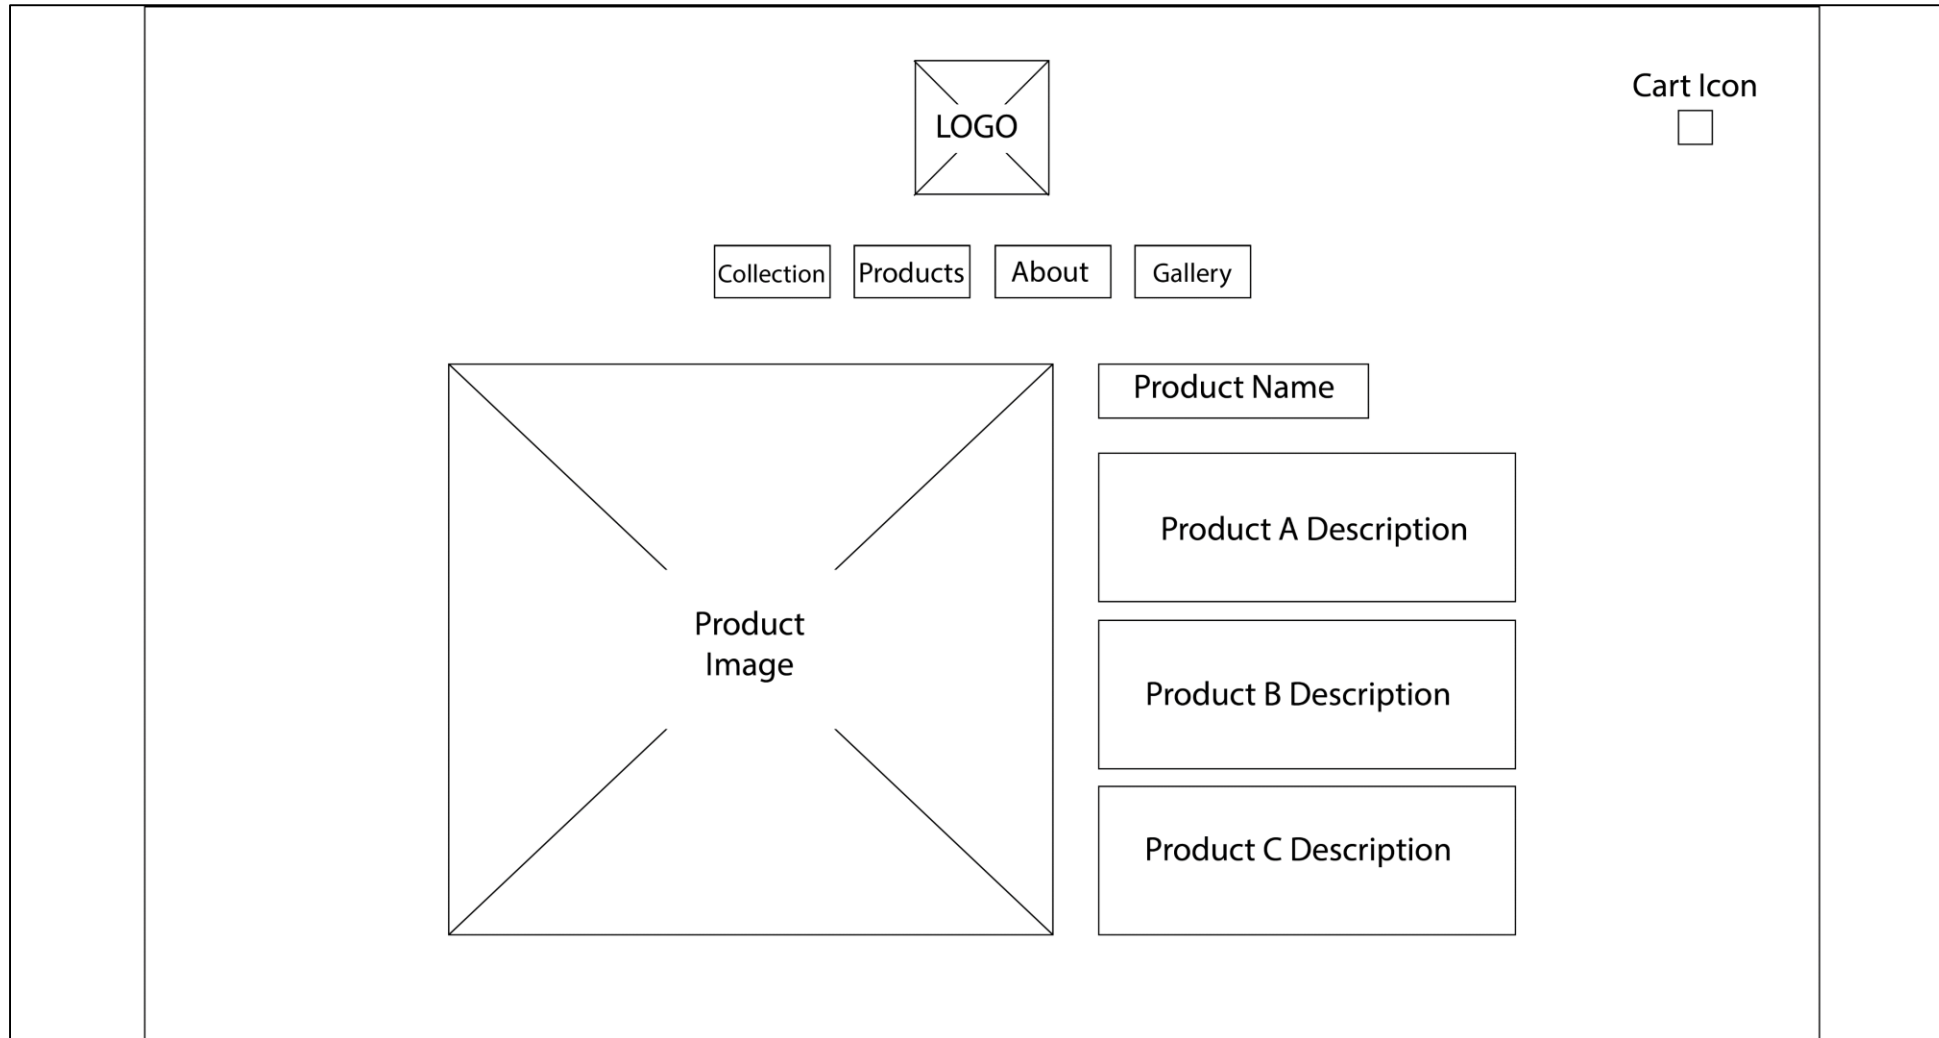 Cart Icon
LOGO
Collection
Products
About
Gallery
Product Name
Product A Description
Product
Image
Product B Description
Product C Description